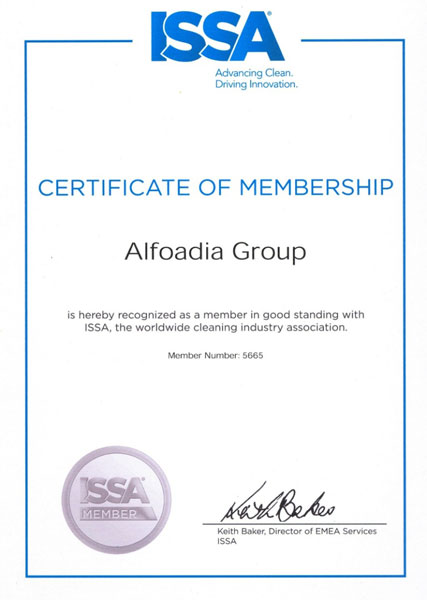 ISSA
Advancing Clean.
Driving Innovation.
CERTIFICATE OF MEMBERSHIP
Alfoadia Group
is hereby recognized as a member in good standing with
ISSA, the worldwide cleaning industry association.
Member Number: 5665
ISSA
MEMBER
Keith Baker
Keith Baker, Director of EMEA Services
ISSA